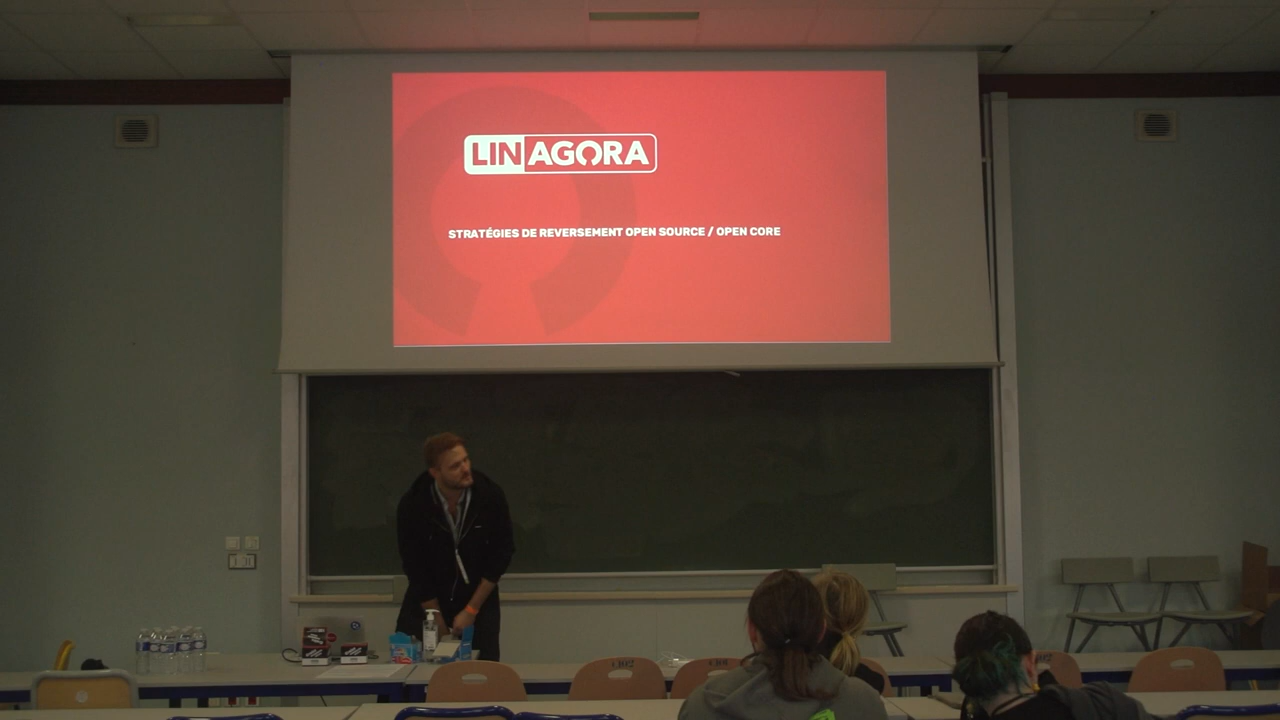 LINAGORA
STRATÉGIES DE REVERSEMENT OPEN SOURCE / OPEN CORE